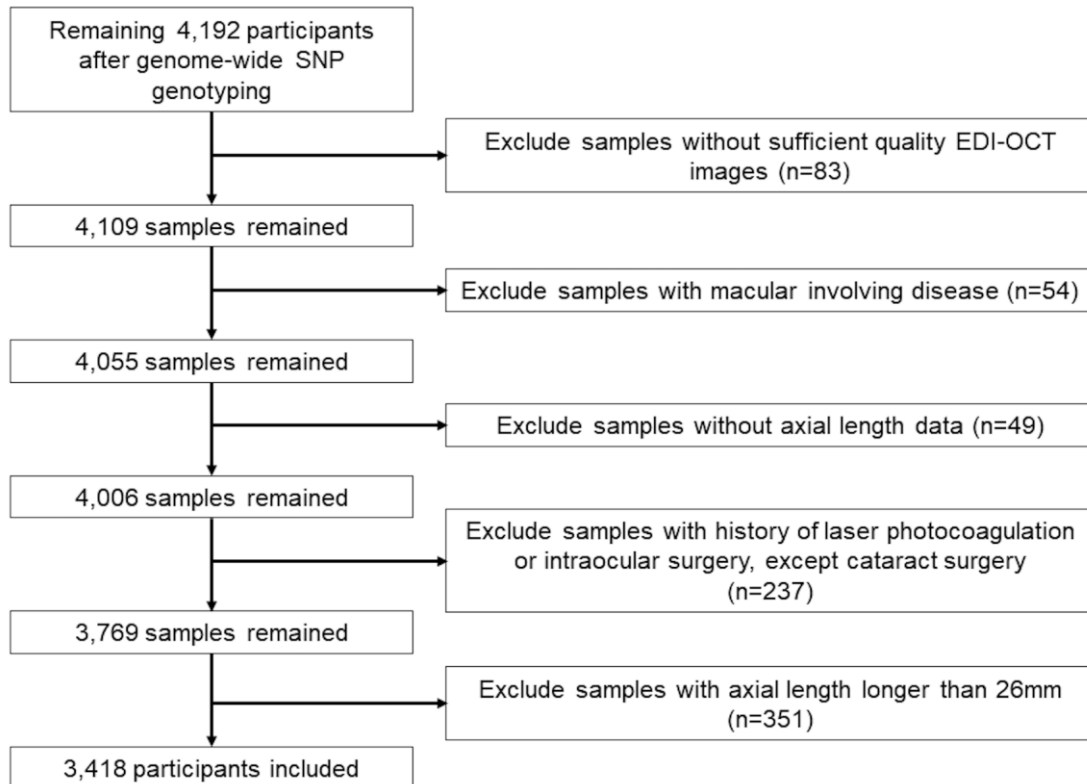 Remaining 4,192 participants
after genome-wide SNP
genotyping
Exclude samples without sufficient quality EDI-OCT
images (n=83)
4,109 samples remained
Exclude samples with macular involving disease (n=54)
4,055 samples remained
Exclude samples without axial length data (n=49)
4,006 samples remained
Exclude samples with history of laser photocoagulation
or intraocular surgery, except cataract surgery
(n=237)
3,769 samples remained
Exclude samples with axial length longer than 26mm
(n=351)
3,418 participants included